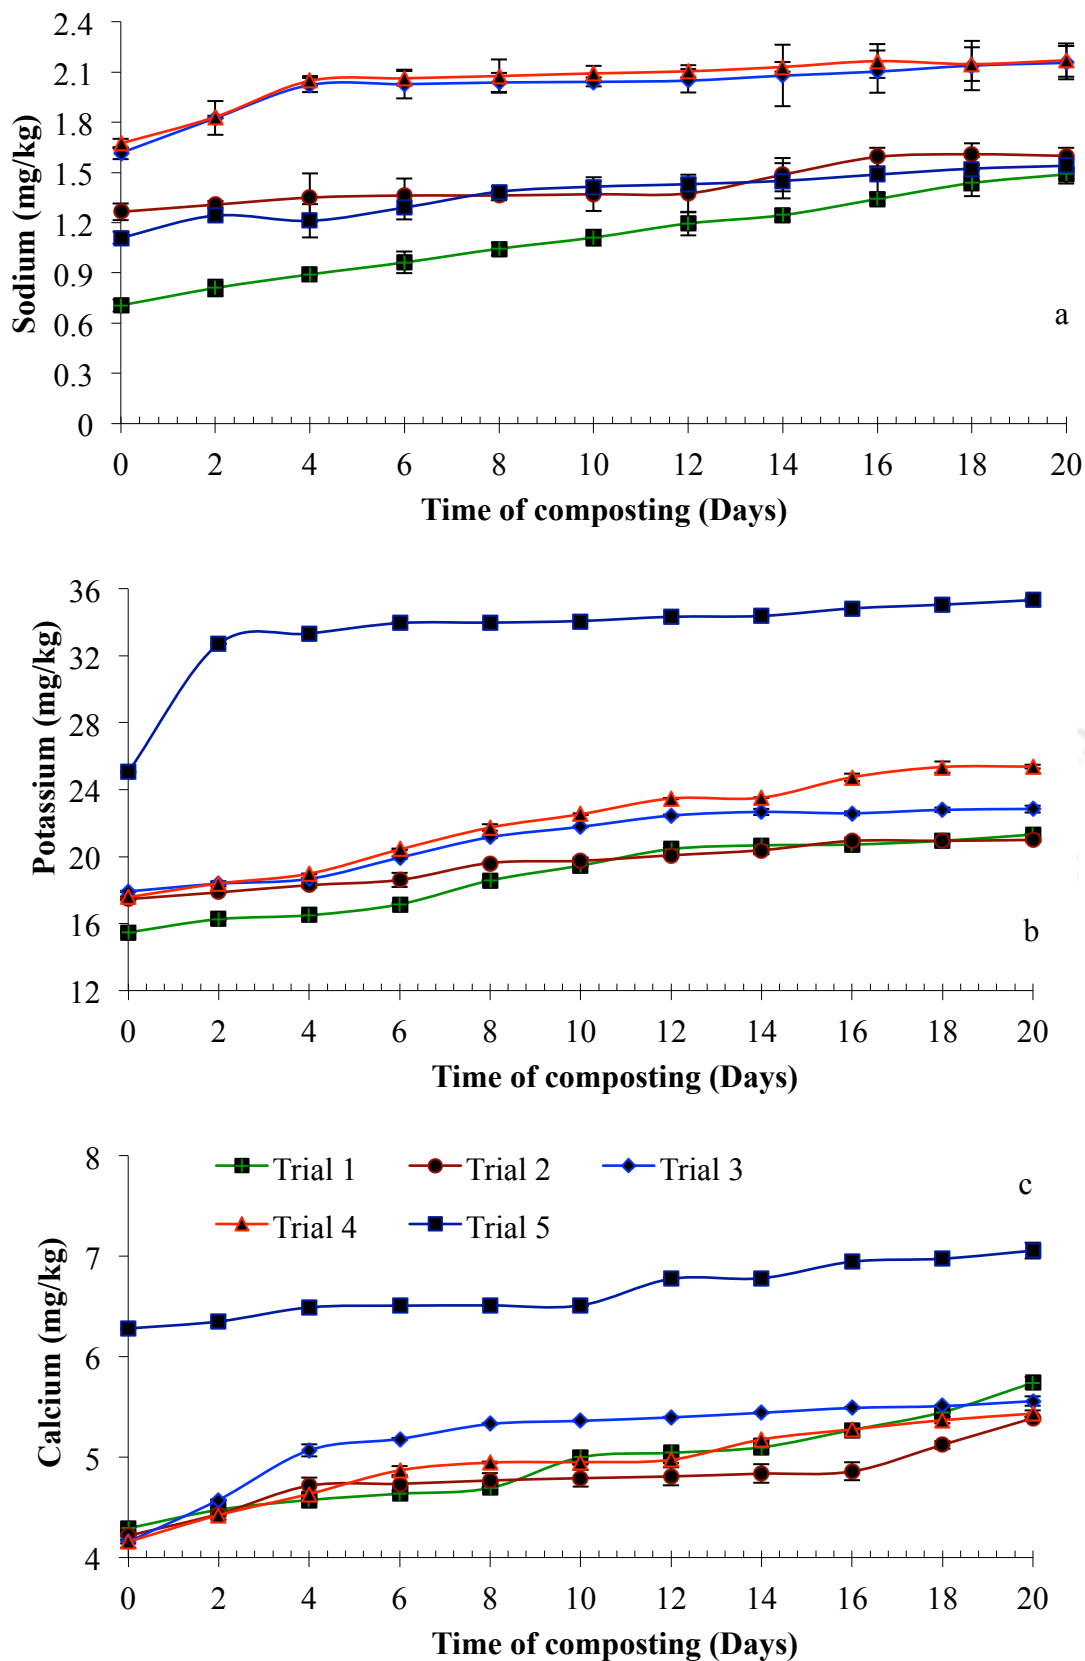 2.4
2.1
1.8
1.5
1.2
0.9
0.6
0.3
0
Sodium (mg/kg)
a
0 2 4 6 8 10 12 14 16 18 20
Time of composting (Days)
36
32
28
24
20
16
12
Potassium (mg/kg)
b
0 2 4 6 8 10 12 14 16 18 20
Time of composting (Days)
8
7
6
5
4
Calcium (mg/kg)
Trial 1 Trial 2 Trial 3
Trial 4 Trial 5
c
0 2 4 6 8 10 12 14 16 18 20
Time of composting (Days)